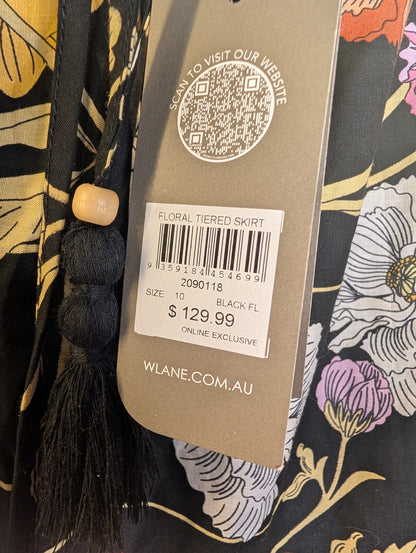 SCAN TO VISIT OUR WEBSITE
FLORAL TIERED SKIRT
9 359184 454699
2090118
SIZE 10 BLACK FL
$ 129.99
ONLINE EXCLUSIVE
WLANE.COM.AU